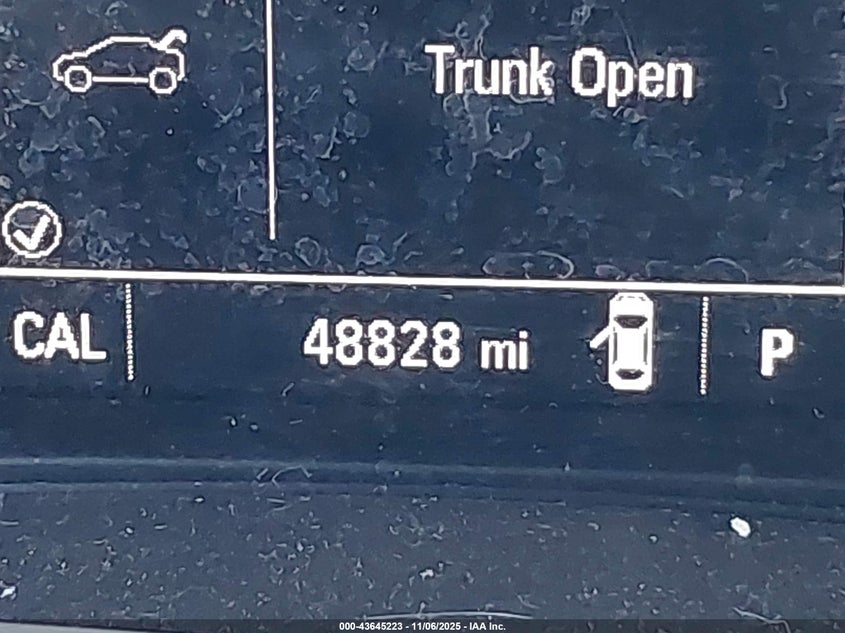 Trunk Open
CAL 48828 mi P
000-43645223 - 11/06/2025 - IAA Inc.